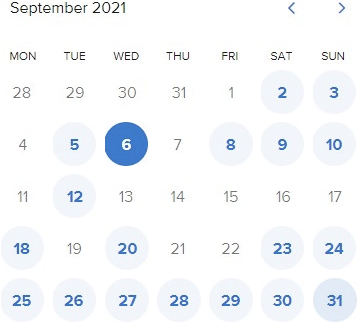 September 2021
MON TUE WED THU FRI SAT SUN
28 29 30 31 1 2 3
4 5 6 7 8 9 10
11 12 13 14 15 16 17
18 19 20 21 22 23 24
25 26 27 28 29 30 31